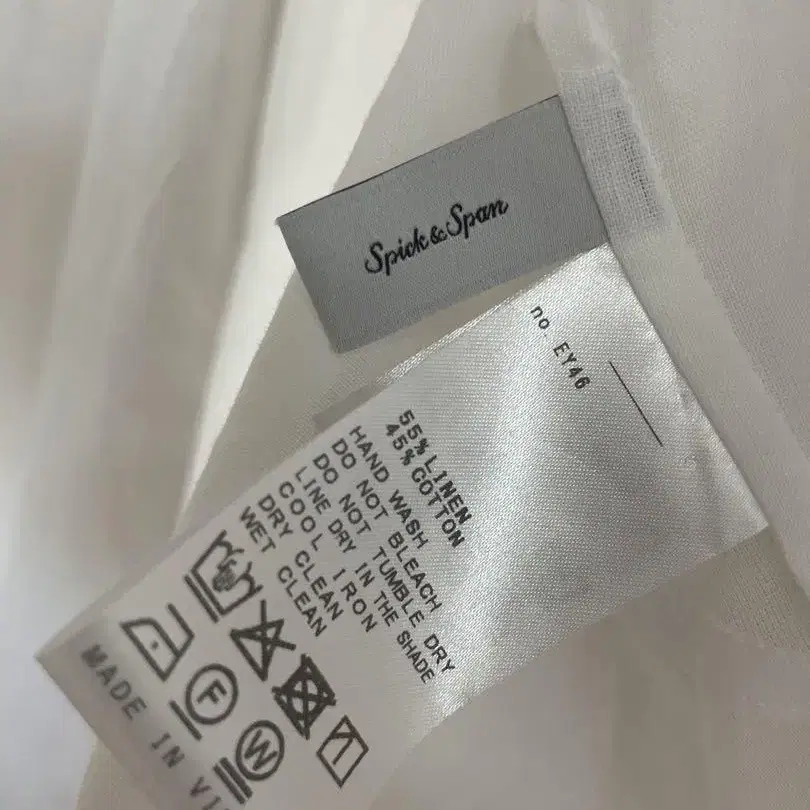 Spick&Span
no. EY46
55% LINEN
45% COTTON
HAND WASH
DO NOT BLEACH
DO NOT TUMBLE DRY
LINE DRY IN THE SHADE
COOL IRON
DRY CLEAN
WET CLEAN
F
W
MADE IN